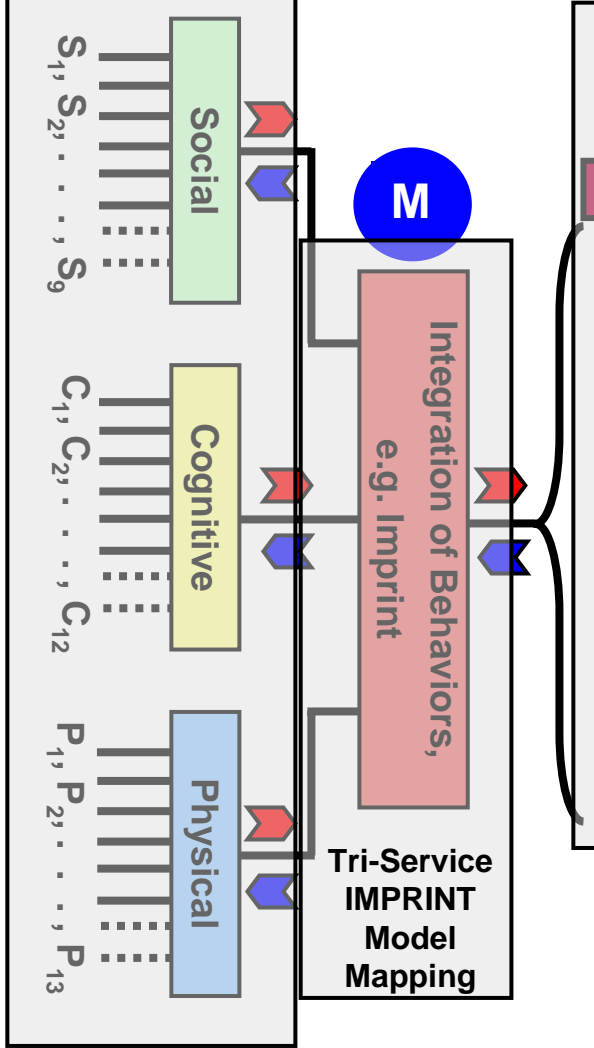 M
Integration of Behaviors,
e.g. Imprint
Social
Cognitive
Physical
S1, S2, . . . , S9
C1, C2, . . . , C12
P1, P2, . . . , P13
Tri-Service
IMPRINT
Model
Mapping